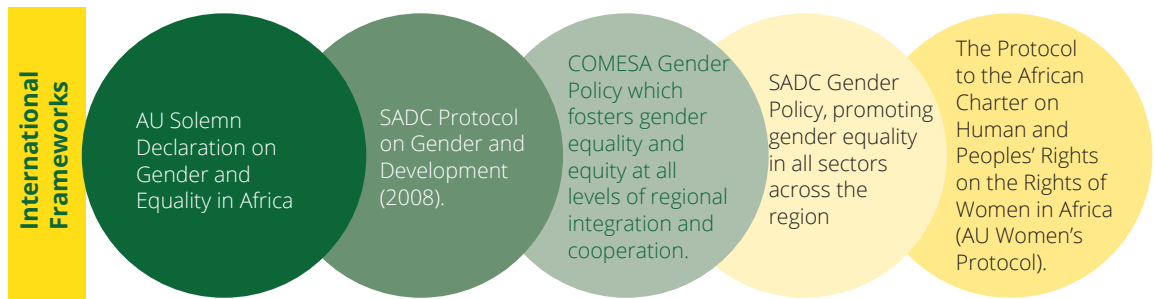 International
Frameworks
AU Solemn
Declaration on
Gender and
Equality in Africa
SADC Protocol
on Gender and
Development
(2008).
COMESA Gender
Policy which
fosters gender
equality and
equity at all
levels of regional
integration and
cooperation.
SADC Gender
Policy, promoting
gender equality
in all sectors
across the
region
The Protocol
to the African
Charter on
Human and
Peoples’ Rights
on the Rights of
Women in Africa
(AU Women’s
Protocol).